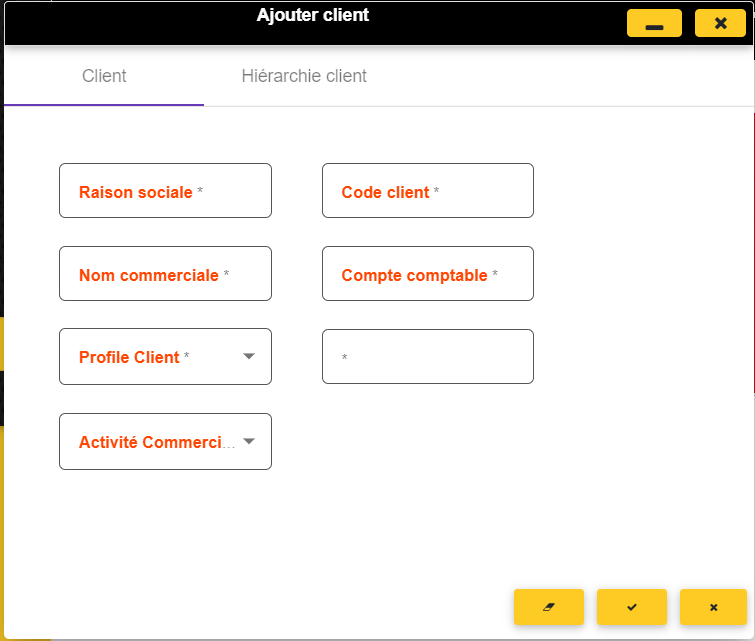 Ajouter client
Client
Hiérarchie client
Raison sociale *
Code client *
Nom commerciale *
Compte comptable *
Profile Client *
*
Activité Commerci...